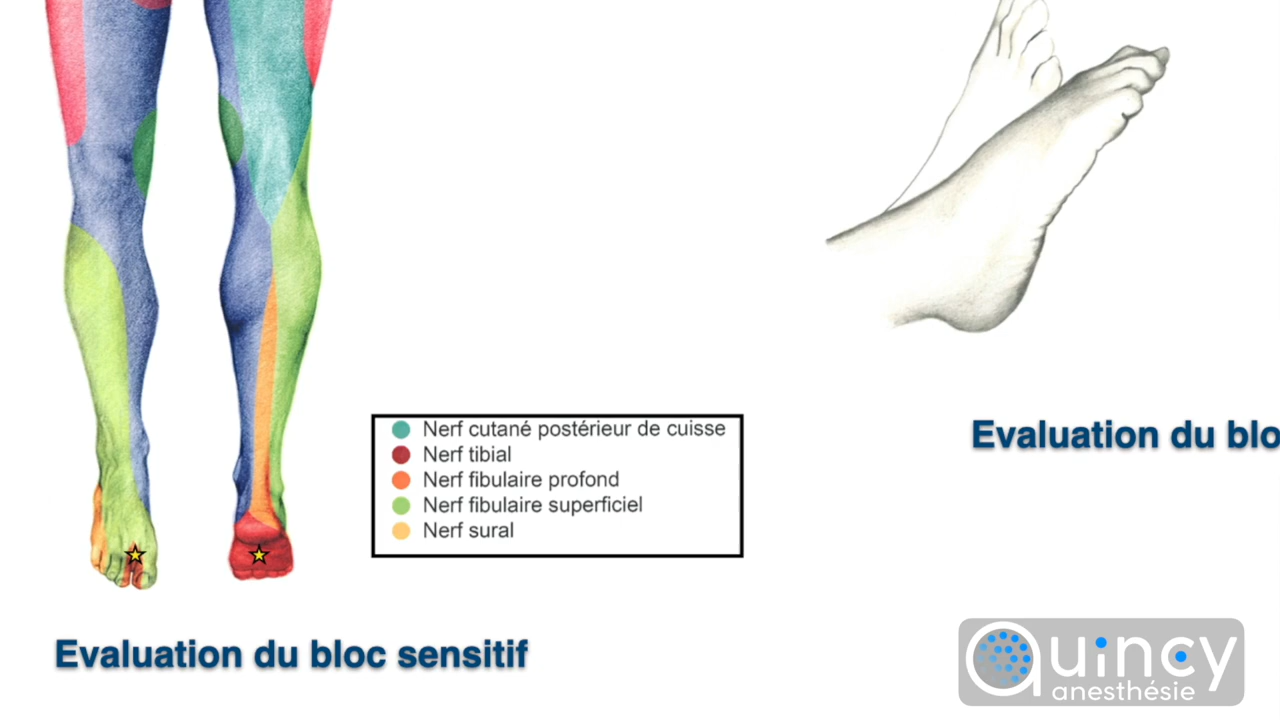 Nerf cutané postérieur de cuisse
Nerf tibial
Nerf fibulaire profond
Nerf fibulaire superficiel
Nerf sural
Evaluation du blo
Evaluation du bloc sensitif
Quincy
anesthésie